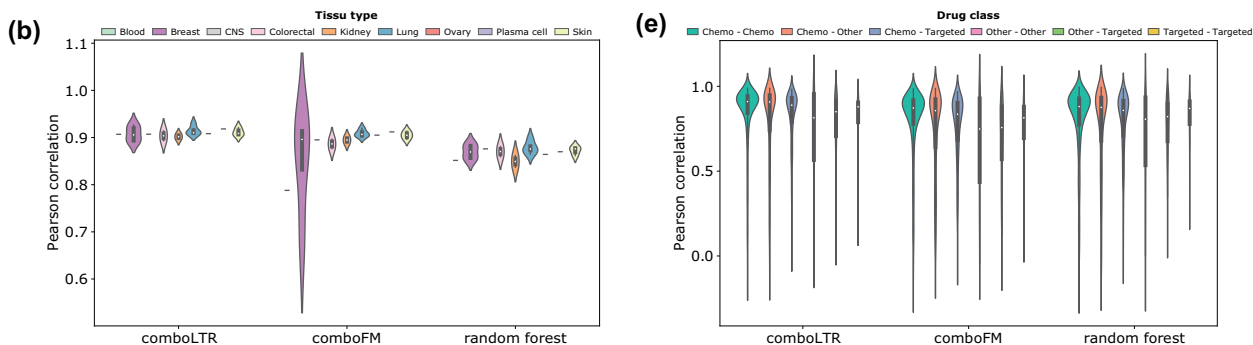 (b)
Tissu type
Blood Breast CNS Colorectal Kidney Lung Ovary Plasma cell Skin
1.1
1.0
0.9
0.8
0.7
0.6
Pearson correlation
comboLTR comboFM random forest
(e)
Drug class
Chemo - Chemo Chemo - Other Chemo - Targeted Other - Other Other - Targeted Targeted - Targeted
1.0
0.5
0.0
Pearson correlation
comboLTR comboFM random forest